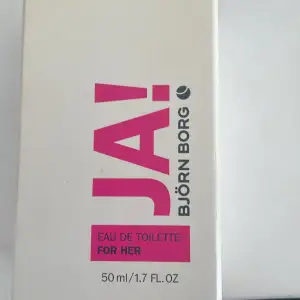 JA!
BJÖRN BORG
EAU DE TOILETTE
FOR HER
50 ml/1.7 FL.OZ